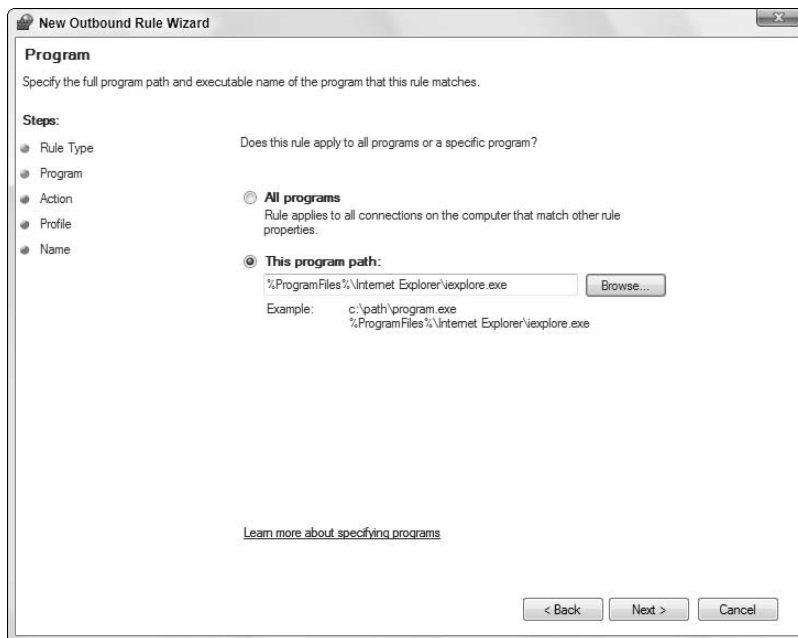 New Outbound Rule Wizard
Program
Specify the full program path and executable name of the program that this rule matches.
Steps:
Rule Type
Program
Action
Profile
Name
Does this rule apply to all programs or a specific program?
All programs
Rule applies to all connections on the computer that match other rule
properties.
This program path:
%ProgramFiles%\Internet Explorer\iexplore.exe
Browse...
Example: c:\path\program.exe
%ProgramFiles%\Internet Explorer\iexplore.exe
Learn more about specifying programs
< Back Next > Cancel